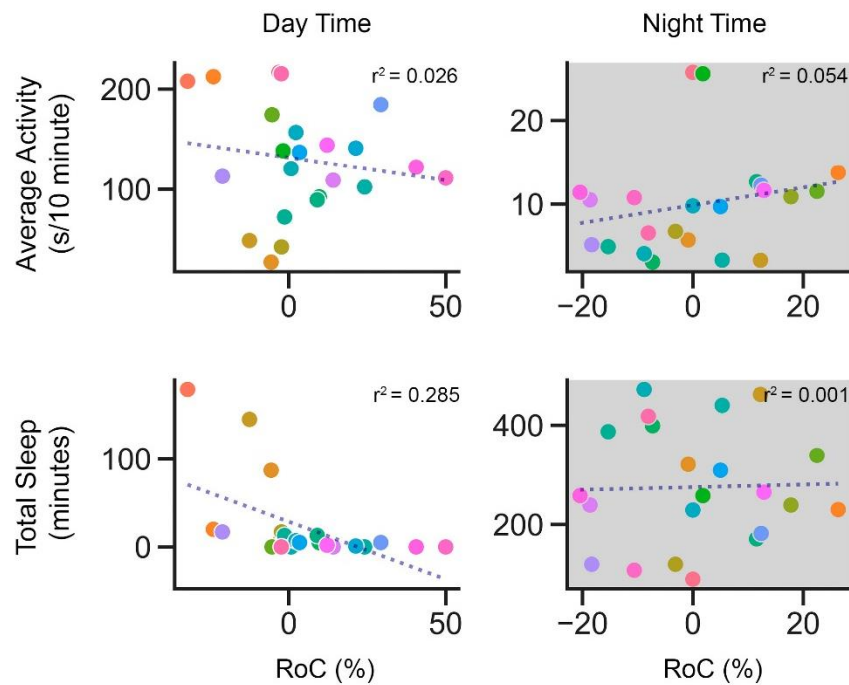 Day Time
Night Time
Average Activity
(s/10 minute)
200
100
r² = 0.026
0
50
20
10
r² = 0.054
−20
0
20
Total Sleep
(minutes)
100
0
r² = 0.285
0
50
RoC (%)
400
200
r² = 0.001
−20
0
20
RoC (%)